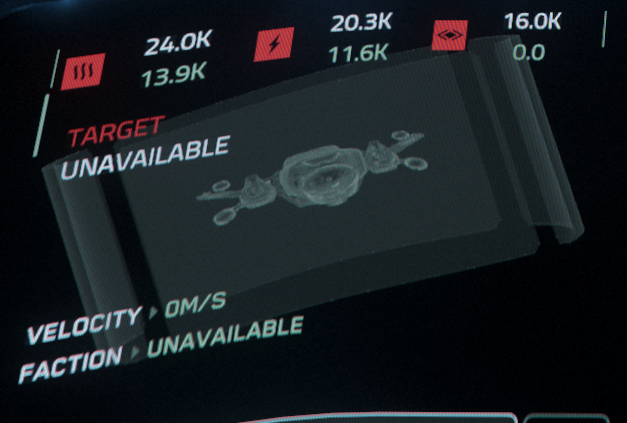 24.0K
13.9K
20.3K
11.6K
16.0K
0.0
TARGET
UNAVAILABLE
VELOCITY ▸ 0M/S
FACTION ▸ UNAVAILABLE